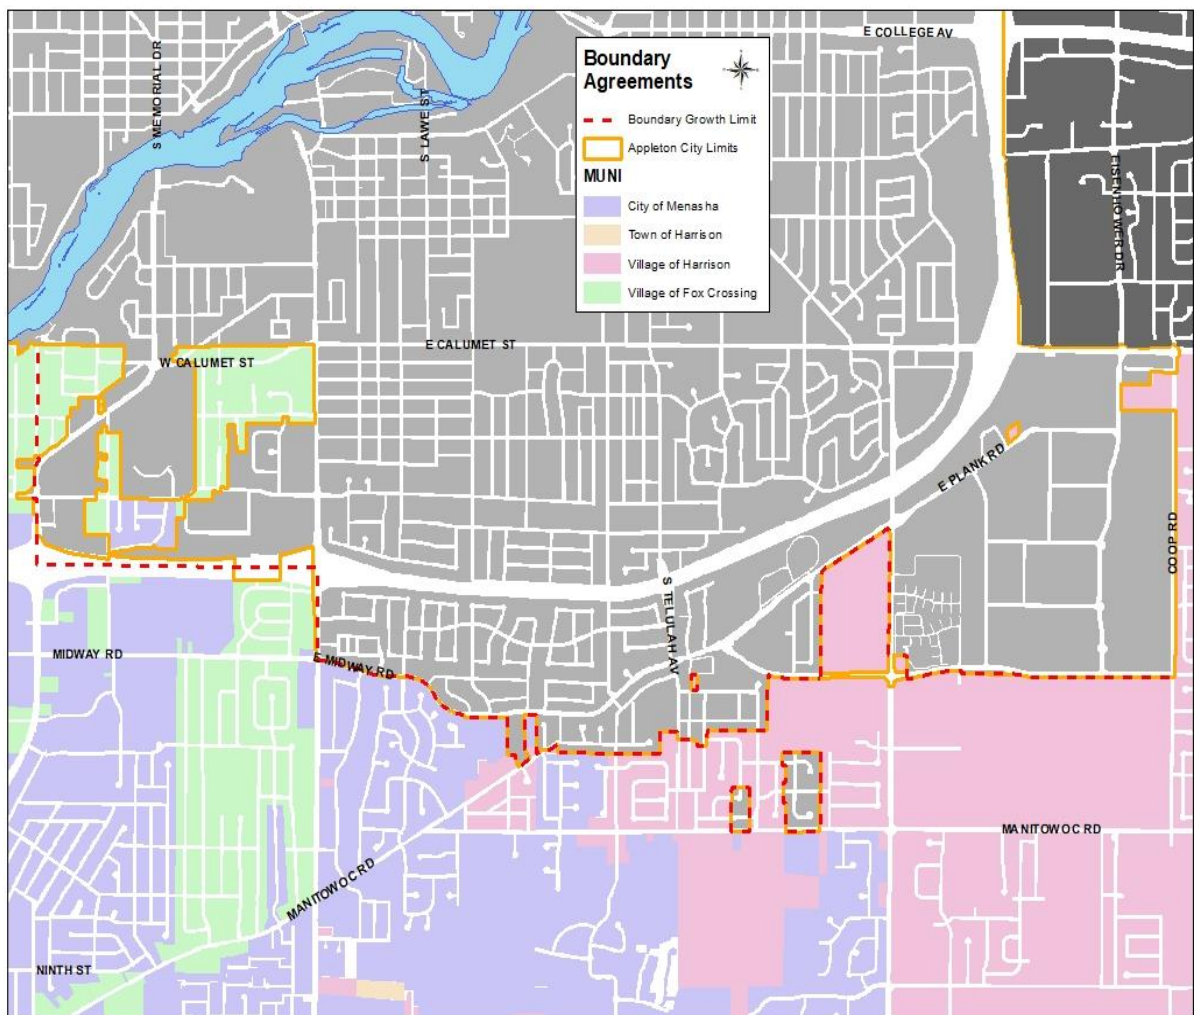 E COLLEGE AV
Boundary
Agreements
Boundary Growth Limit
Appleton City Limits
MUNI
City of Menasha
Town of Harrison
Village of Harrison
Village of Fox Crossing
S MEMORIAL DR
S LAWE ST
EISENHOWER DR
E CALUMET ST
W CALUMET ST
E PLANK RD
COOP RD
S TELULAH AV
MIDWAY RD
E MIDWAY RD
MANITOWOC RD
MANITOWOC RD
NINTH ST